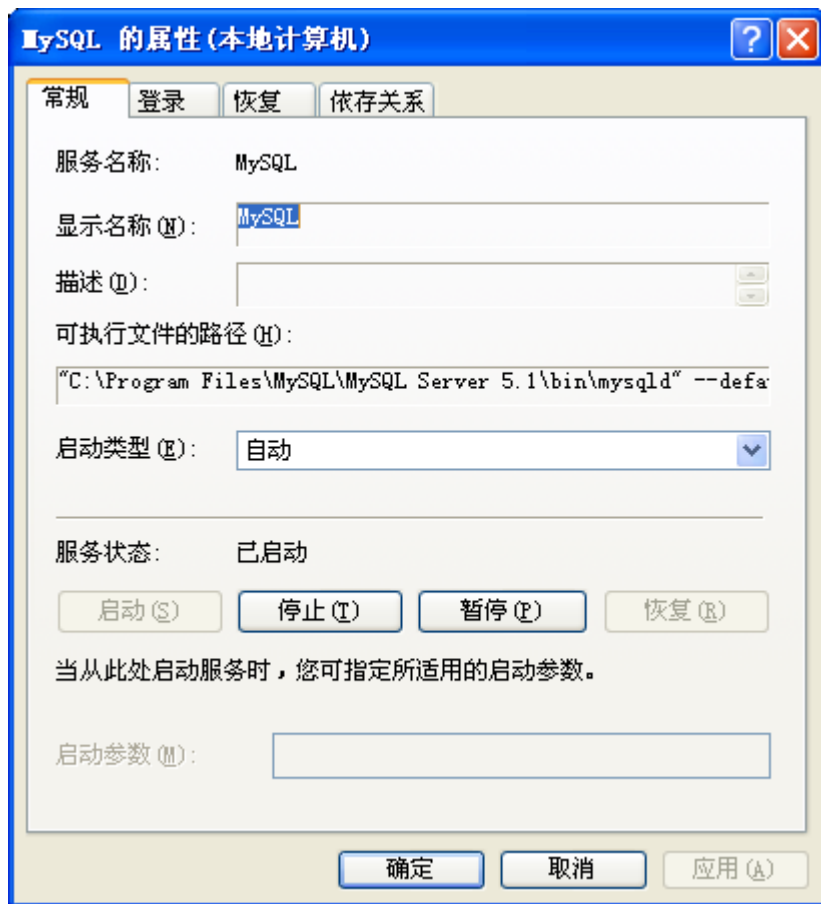 MySQL 的属性(本地计算机)
常规 登录 恢复 依存关系
服务名称: MySQL
显示名称(N): MySQL
描述(D):
可执行文件的路径(H):
"C:\Program Files\MySQL\MySQL Server 5.1\bin\mysqld" --defa
启动类型(E): 自动
服务状态: 已启动
启动(S) 停止(T) 暂停(P) 恢复(R)
当从此处启动服务时，您可指定所适用的启动参数。
启动参数(M):
确定 取消 应用(A)